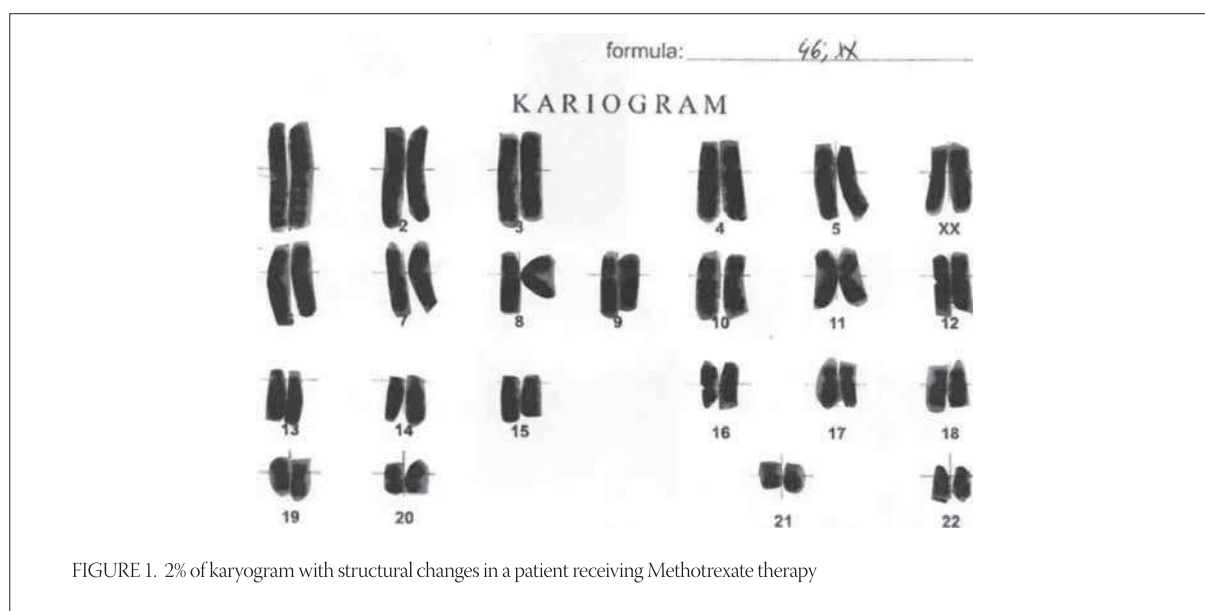 formula: 46; XX
KARIOGRAM
2 3 4 5 XX
7 8 9 10 11 12
13 14 15 16 17 18
19 20 21 22
FIGURE 1. 2% of karyogram with structural changes in a patient receiving Methotrexate therapy